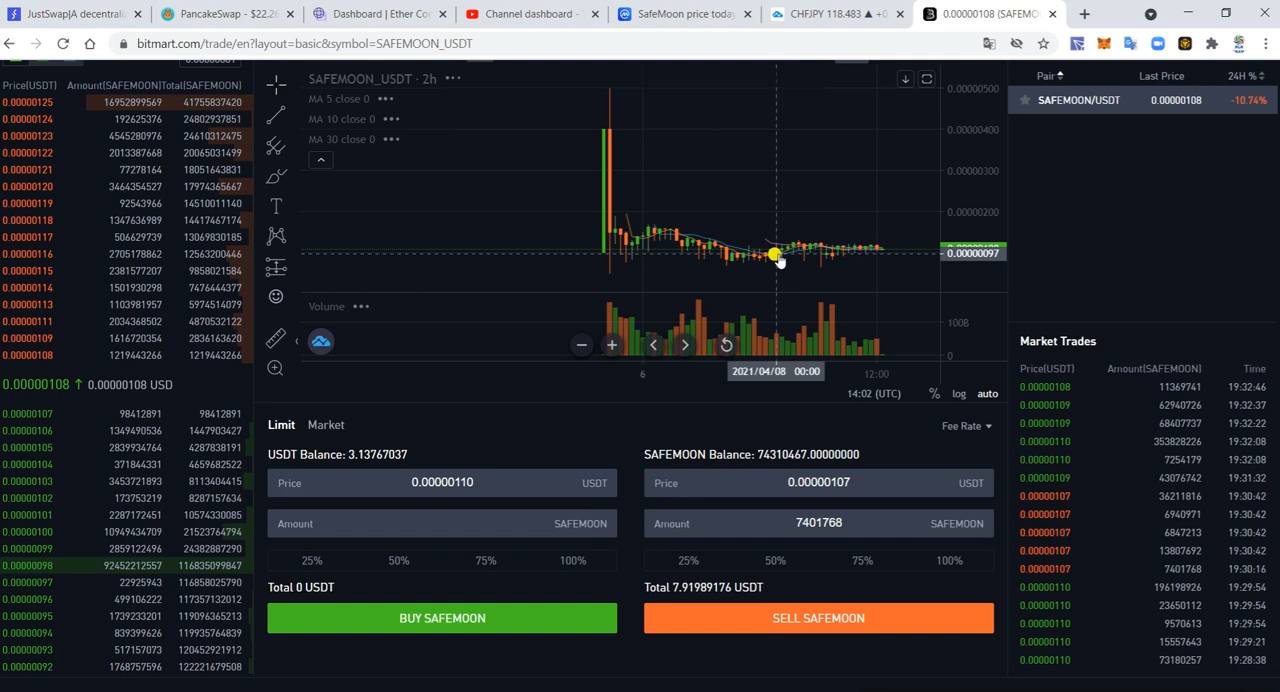 JustSwap|A decentraliz
PancakeSwap - $22.26
Dashboard | Ether Co
Channel dashboard -
SafeMoon price today
CHFJPY 118.483 ▲ +0
0.00000108 (SAFEMO
bitmart.com/trade/en?layout=basic&symbol=SAFEMOON_USDT
Price(USDT) Amount(SAFEMOON) Total(SAFEMOON)
0.00000125 16952899569 41755837420
0.00000124 192625376 24802937851
0.00000123 4545280976 24610312475
0.00000122 2013387668 20065031499
0.00000121 77278164 18051643831
0.00000120 3464354527 17974365667
0.00000119 92543966 14510011140
0.00000118 1347636989 14417467174
0.00000117 506629739 13069830185
0.00000116 2705178862 12563200446
0.00000115 2381577207 9858021584
0.00000114 1501930298 7476444377
0.00000113 1103981957 5974514079
0.00000111 2034368502 4870532122
0.00000109 1616720354 2836163620
0.00000108 1219443266 1219443266
0.00000108 ↑ 0.00000108 USD
0.00000107 98412891 98412891
0.00000106 1349490536 1447903427
0.00000105 2839934764 4287838191
0.00000104 371844331 4659682522
0.00000103 3453721893 8113404415
0.00000102 173753219 8287157634
0.00000101 2287172451 10574330085
0.00000100 10949434709 21523764794
0.00000099 2859122496 24382887290
0.00000098 92452212557 116835099847
0.00000097 22925943 116858025790
0.00000096 499106222 117357132012
0.00000095 1739233201 119096365213
0.00000094 839399626 119935764839
0.00000093 517157073 120452921912
0.00000092 1768757596 122221679508
SAFEMOON_USDT · 2h
MA 5 close 0
MA 10 close 0
MA 30 close 0
0.00000500
0.00000400
0.00000300
0.00000200
0.00000097
Volume
100B
0
6
2021/04/08 00:00
12:00
14:02 (UTC) % log auto
Limit Market
Fee Rate
USDT Balance: 3.13767037
Price 0.00000110 USDT
Amount SAFEMOON
25% 50% 75% 100%
Total 0 USDT
BUY SAFEMOON
SAFEMOON Balance: 74310467.00000000
Price 0.00000107 USDT
Amount 7401768 SAFEMOON
25% 50% 75% 100%
Total 7.91989176 USDT
SELL SAFEMOON
Pair Last Price 24H %
SAFEMOON/USDT 0.00000108 -10.74%
Market Trades
Price(USDT) Amount(SAFEMOON) Time
0.00000108 11369741 19:32:46
0.00000109 62940726 19:32:37
0.00000109 68407737 19:32:22
0.00000110 353828226 19:32:08
0.00000110 7254179 19:32:08
0.00000109 43076742 19:31:32
0.00000107 36211816 19:30:42
0.00000107 6940971 19:30:42
0.00000107 6847213 19:30:42
0.00000107 13807692 19:30:42
0.00000107 7401768 19:30:16
0.00000110 196198926 19:29:54
0.00000110 23650112 19:29:54
0.00000110 9570613 19:29:54
0.00000110 15557643 19:29:21
0.00000110 73180257 19:28:38